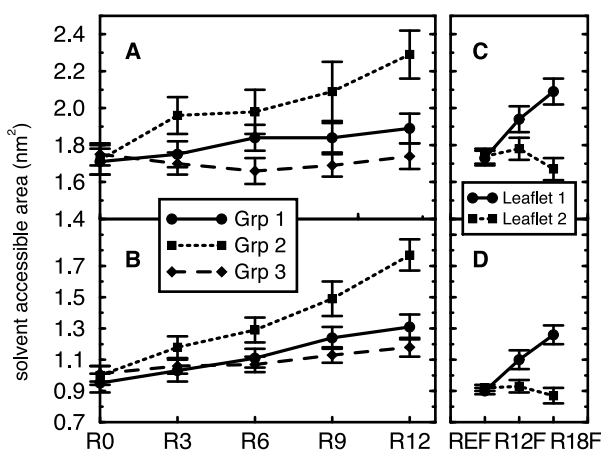 solvent accessible area (nm²)
2.4
2.2
2.0
1.8
1.6
1.4
A
C
Grp 1
Grp 2
Grp 3
Leaflet 1
Leaflet 2
1.7
1.5
1.3
1.1
0.9
0.7
B
D
R0 R3 R6 R9 R12
REF R12F R18F